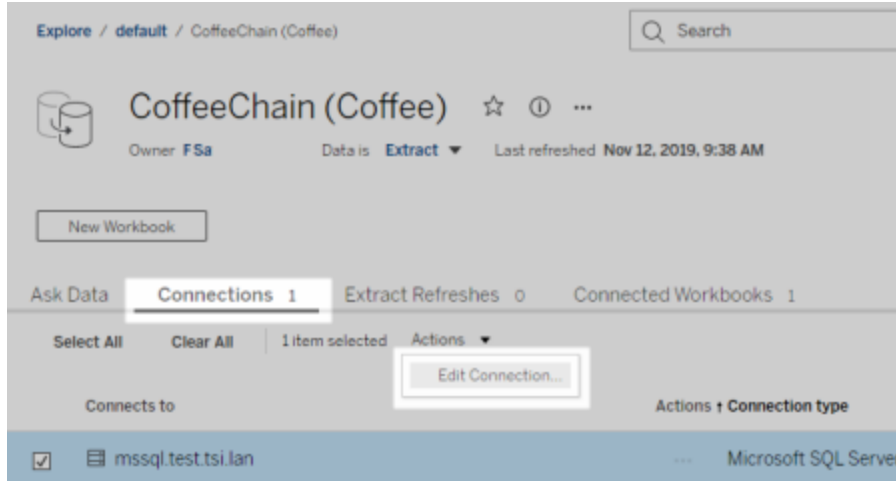 Explore / default / CoffeeChain (Coffee)
Search
CoffeeChain (Coffee)
Owner FSa Data is Extract Last refreshed Nov 12, 2019, 9:38 AM
New Workbook
Ask Data Connections 1 Extract Refreshes 0 Connected Workbooks 1
Select All Clear All 1 item selected Actions
Edit Connection...
Connects to Actions Connection type
mssql.test.tsi.lan ... Microsoft SQL Server